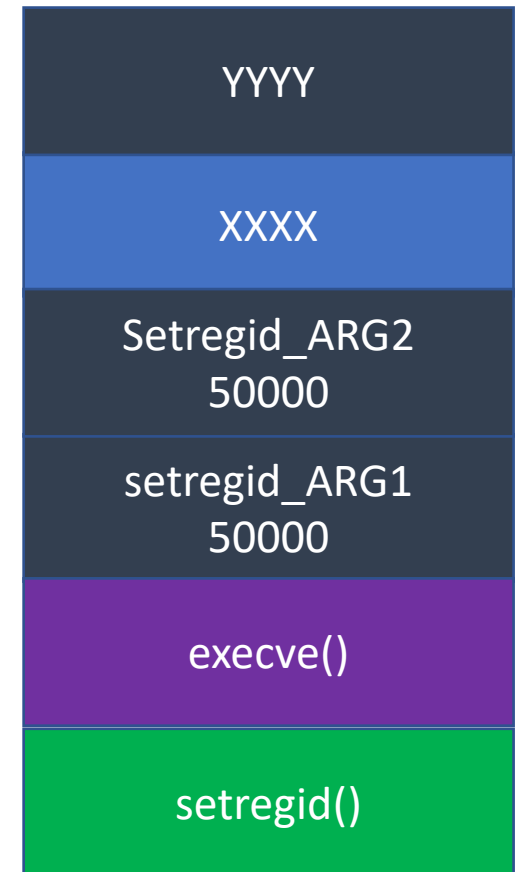 YYYY
XXXX
Setregid_ARG2
50000
setregid_ARG1
50000
execve()
setregid()